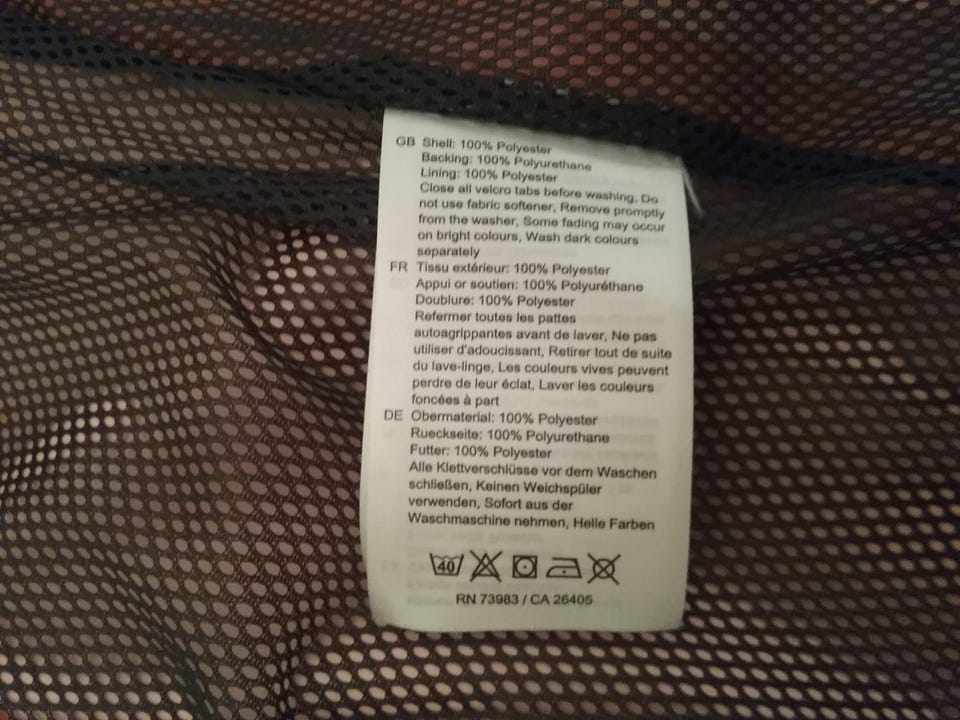 GB Shell: 100% Polyester
Backing: 100% Polyurethane
Lining: 100% Polyester
Close all velcro tabs before washing, Do
not use fabric softener, Remove promptly
from the washer, Some fading may occur
on bright colours, Wash dark colours
separately
FR Tissu extérieur: 100% Polyester
Appui or soutien: 100% Polyuréthane
Doublure: 100% Polyester
Refermer toutes les pattes
autoagrippantes avant de laver, Ne pas
utiliser d'adoucissant, Retirer tout de suite
du lave-linge, Les couleurs vives peuvent
perdre de leur éclat, Laver les couleurs
foncées à part
DE Obermaterial: 100% Polyester
Rueckseite: 100% Polyurethane
Futter: 100% Polyester
Alle Klettverschlüsse vor dem Waschen
schließen, Keinen Weichspüler
verwenden, Sofort aus der
Waschmaschine nehmen, Helle Farben
40
RN 73983 / CA 26405